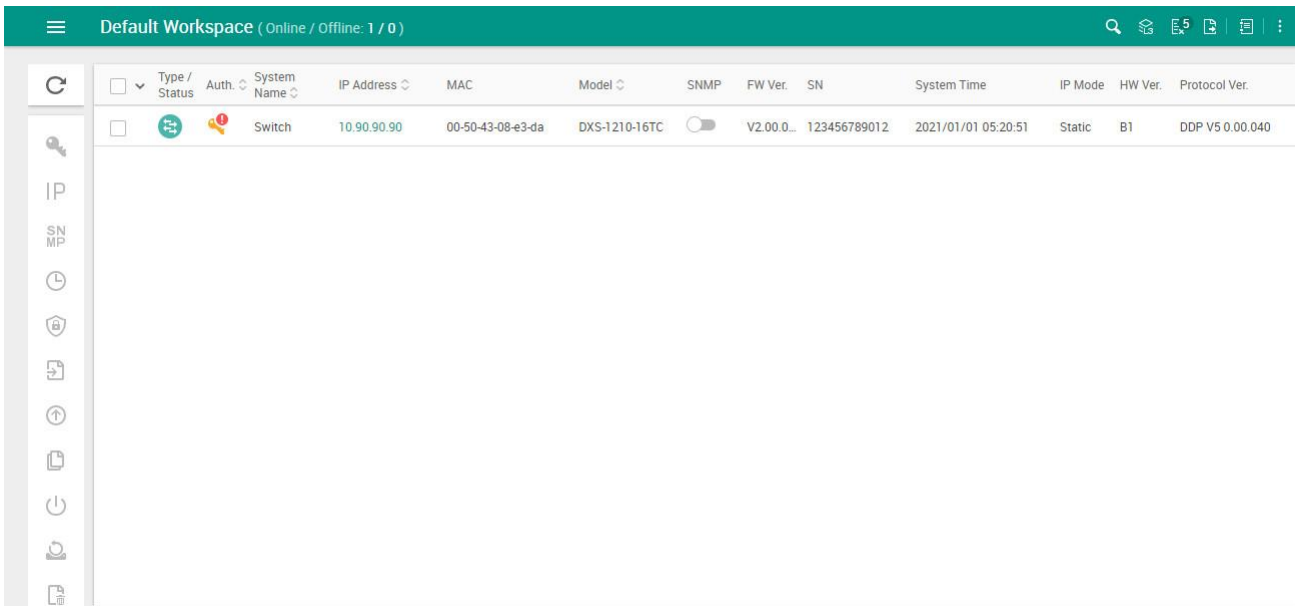 Default Workspace ( Online / Offline: 1 / 0 )
5
Type / Status Auth. System Name IP Address MAC Model SNMP FW Ver. SN System Time IP Mode HW Ver. Protocol Ver.
Switch 10.90.90.90 00-50-43-08-e3-da DXS-1210-16TC V2.00.0... 123456789012 2021/01/01 05:20:51 Static B1 DDP V5 0.00.040
IP
SN
MP